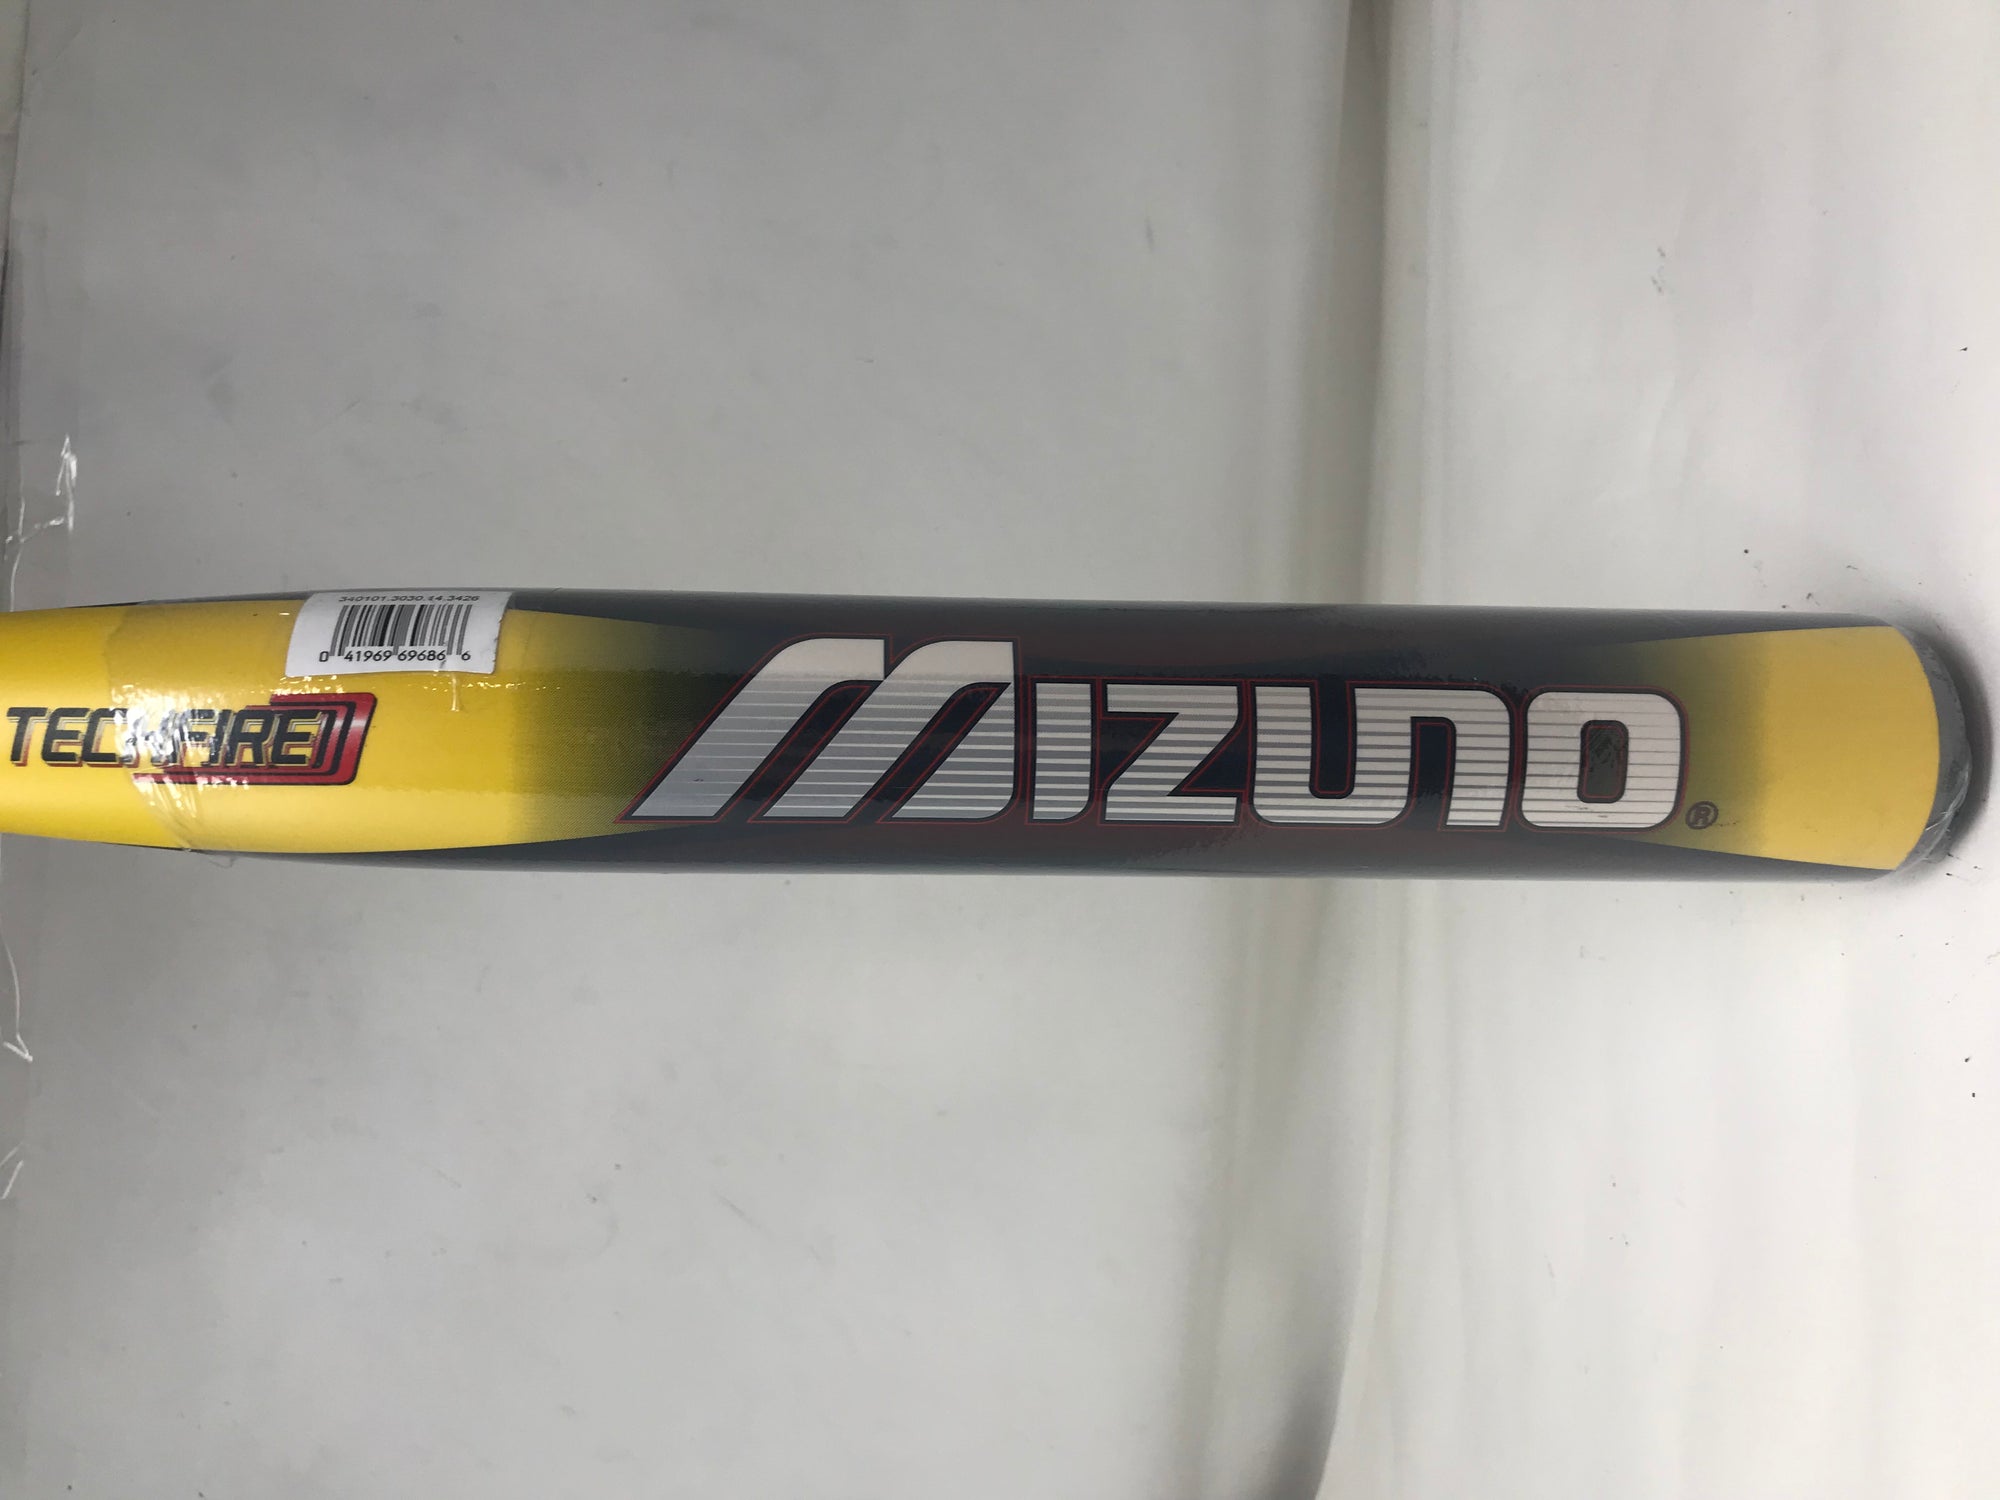 340101.3030.14.3426
0 41969 69686 6
TECHFIRE
MIZUNO ®